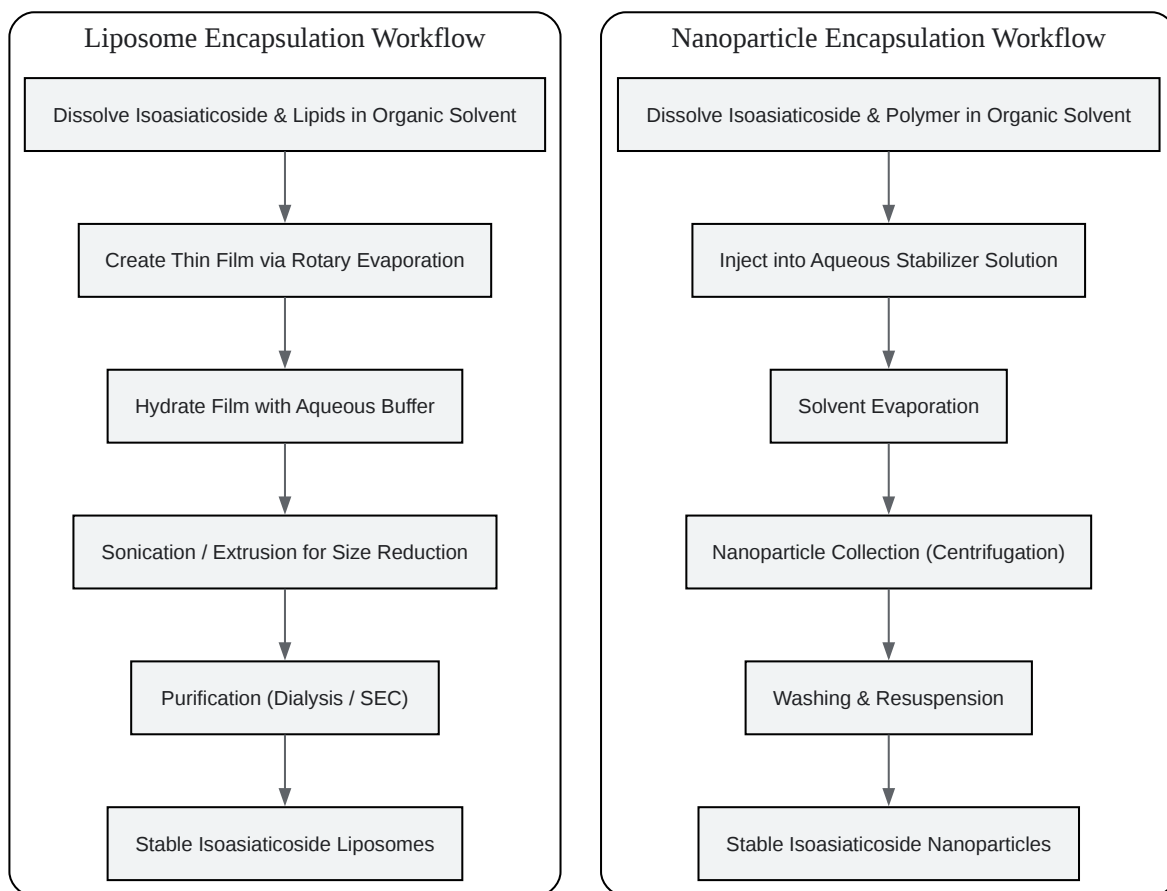 Liposome Encapsulation Workflow
Dissolve Isoasiaticoside & Lipids in Organic Solvent
Create Thin Film via Rotary Evaporation
Hydrate Film with Aqueous Buffer
Sonication / Extrusion for Size Reduction
Purification (Dialysis / SEC)
Stable Isoasiaticoside Liposomes
Nanoparticle Encapsulation Workflow
Dissolve Isoasiaticoside & Polymer in Organic Solvent
Inject into Aqueous Stabilizer Solution
Solvent Evaporation
Nanoparticle Collection (Centrifugation)
Washing & Resuspension
Stable Isoasiaticoside Nanoparticles